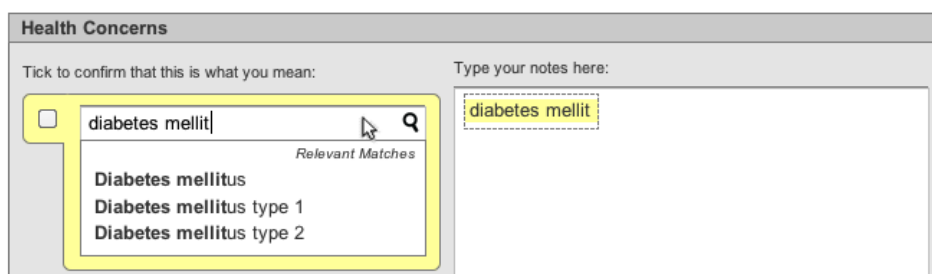 Health Concerns
Tick to confirm that this is what you mean:
diabetes mellit
Relevant Matches
Diabetes mellitus
Diabetes mellitus type 1
Diabetes mellitus type 2
Type your notes here:
diabetes mellit